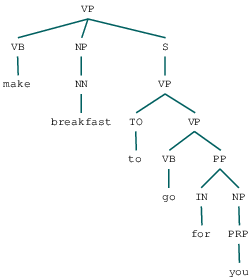 VP
VB NP S
make NN VP
breakfast TO VP
to VB PP
go IN NP
for PRP
you